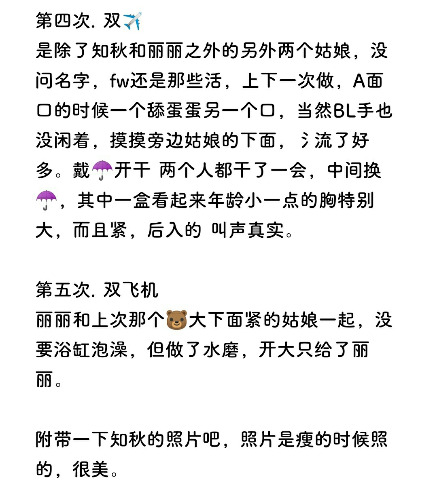 第四次. 双✈️
是除了知秋和丽丽之外的另外两个姑娘，没
问名字，fw还是那些活，上下一次做，A面
口的时候一个舔蛋蛋另一个口，当然BL手也
没闲着，摸摸旁边姑娘的下面，氵流了好
多。戴☂️开干 两个人都干了一会，中间换
☂️，其中一盒看起来年龄小一点的胸特别
大，而且紧，后入的 叫声真实。
第五次. 双飞机
丽丽和上次那个🐻大下面紧的姑娘一起，没
要浴缸泡澡，但做了水磨，开大只给了丽
丽。
附带一下知秋的照片吧，照片是瘦的时候照
的，很美。